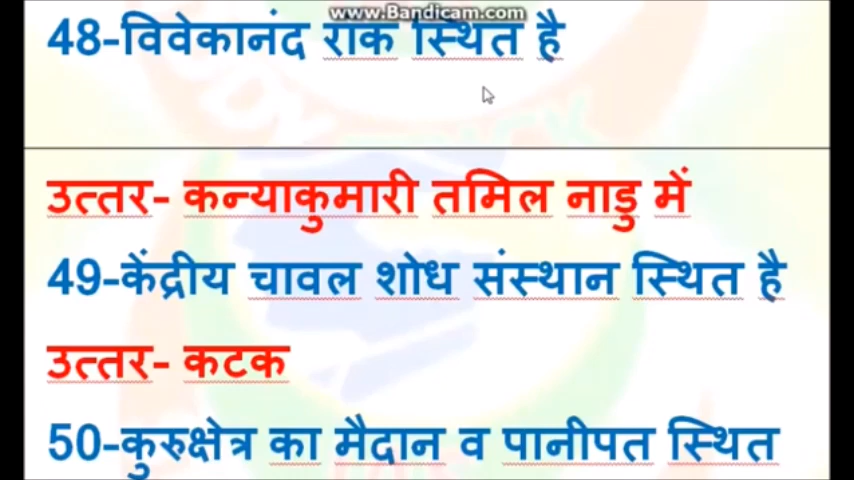 www.Bandicam.com
48-विवेकानंद राक स्थित है
उत्तर- कन्याकुमारी तमिल नाडु में
49-केंद्रीय चावल शोध संस्थान स्थित है
उत्तर- कटक
50-कुरुक्षेत्र का मैदान व पानीपत स्थित